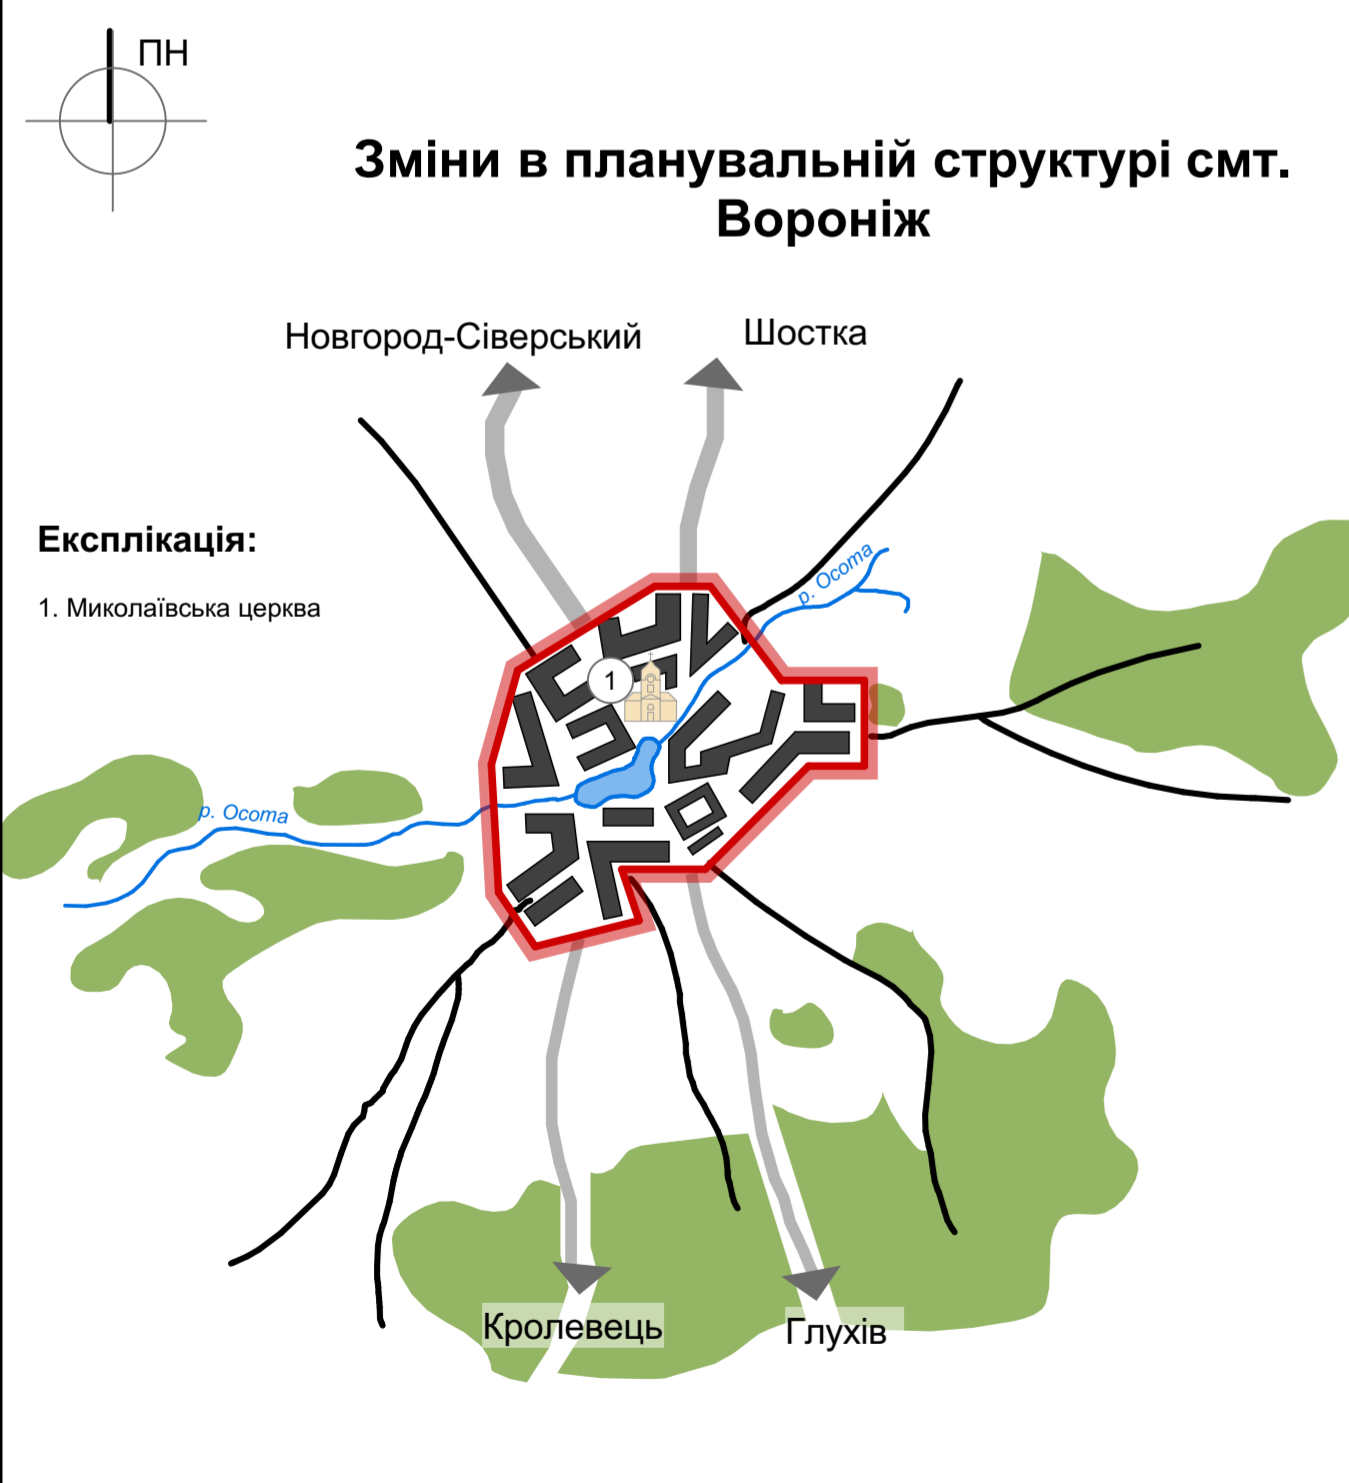 ПН
Зміни в планувальній структурі смт.
Вороніж
Новгород-Сіверський
Шостка
Експлікація:
р. Осота
1. Миколаївська церква
1
р. Осота
Кролевець
Глухів